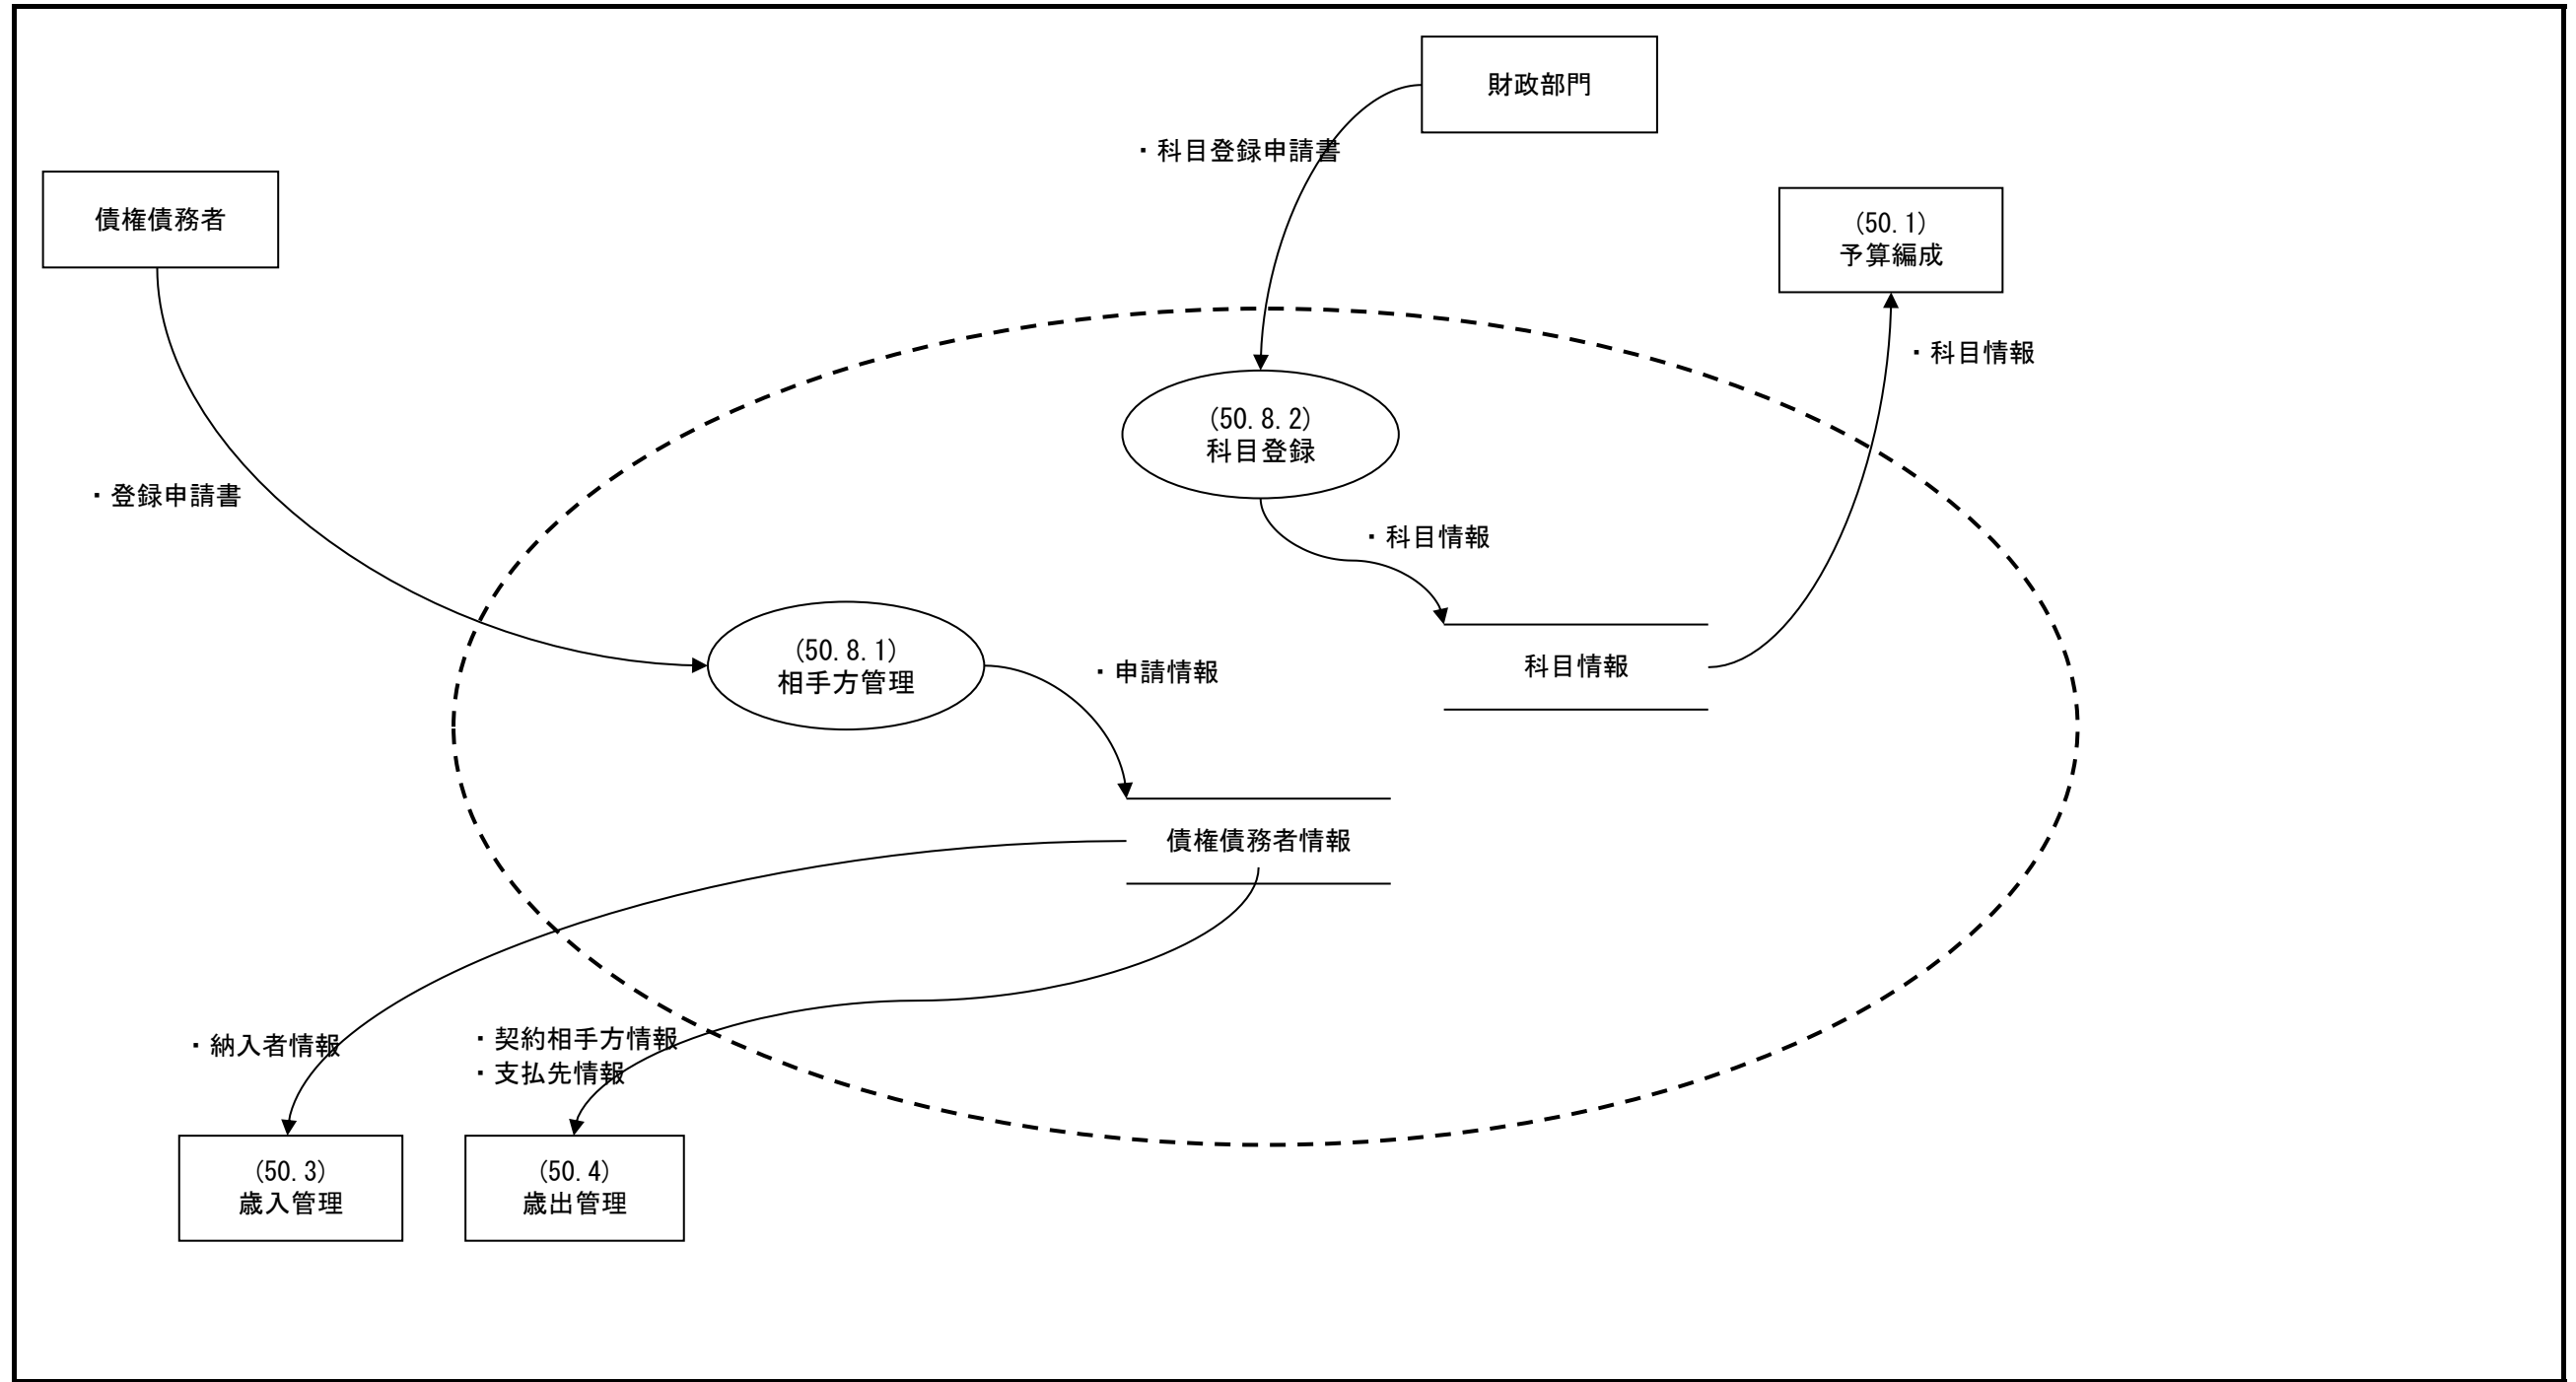 財政部門
・科目登録申請書
債権債務者
(50.1)
予算編成
・科目情報
(50.8.2)
科目登録
・登録申請書
・科目情報
(50.8.1)
相手方管理
・申請情報
科目情報
債権債務者情報
・納入者情報
・契約相手方情報
・支払先情報
(50.3)
歳入管理
(50.4)
歳出管理